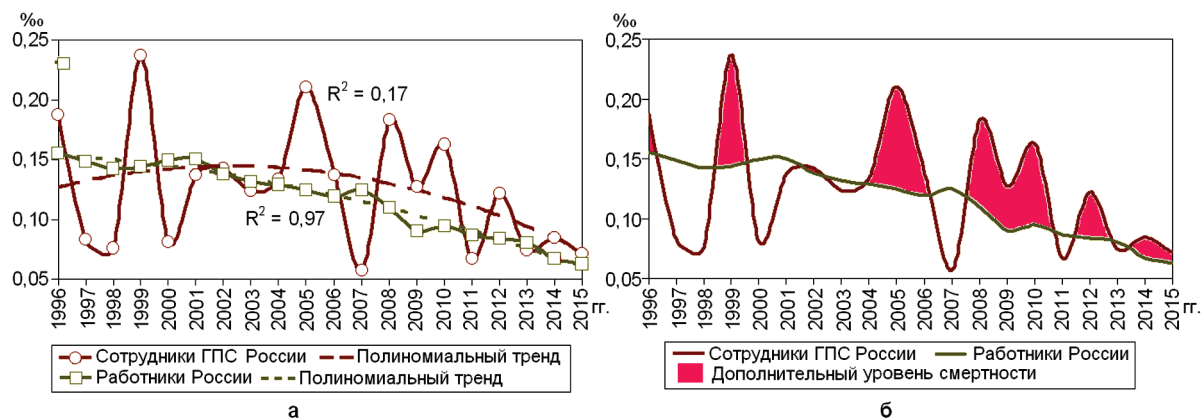 ‰
0,25
0,20
0,15
0,10
0,05
R² = 0,17
R² = 0,97
1996 1997 1998 1999 2000 2001 2002 2003 2004 2005 2006 2007 2008 2009 2010 2011 2012 2013 2014 2015 гг.
Сотрудники ГПС России Полиномиальный тренд
Работники России Полиномиальный тренд
а
‰
0,25
0,20
0,15
0,10
0,05
1996 1997 1998 1999 2000 2001 2002 2003 2004 2005 2006 2007 2008 2009 2010 2011 2012 2013 2014 2015 гг.
Сотрудники ГПС России Работники России
Дополнительный уровень смертности
б